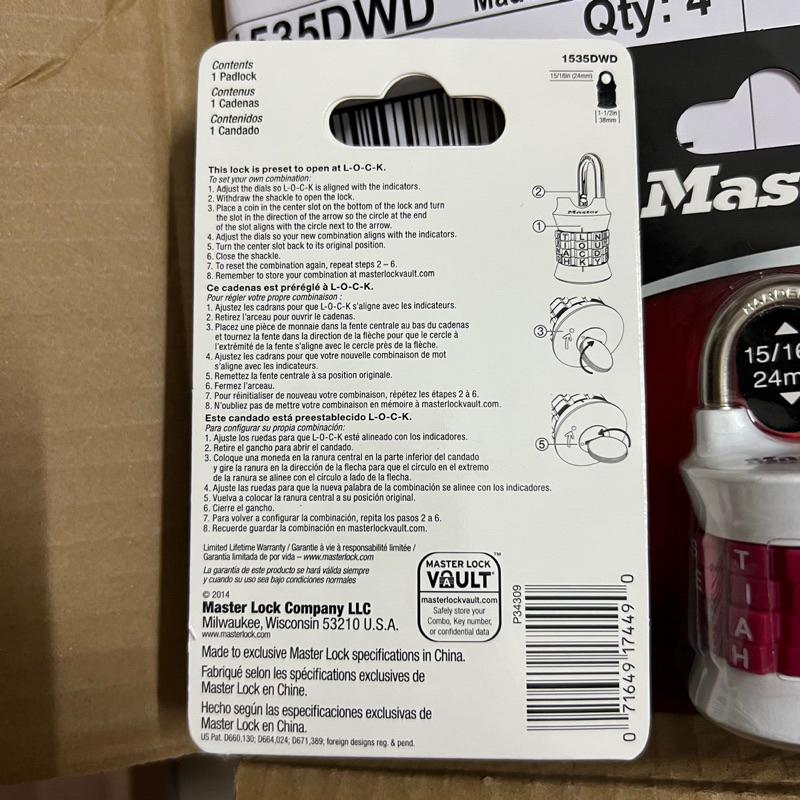 1535DWD
Qty: 4
Contents
1 Padlock
Contenus
1 Cadenas
Contenidos
1 Candado
1535DWD
15/16in (24mm)
1-1/2in
38mm
This lock is preset to open at L-O-C-K.
To set your own combination:
1. Adjust the dials so L-O-C-K is aligned with the indicators.
2. Withdraw the shackle to open the lock.
3. Place a coin in the center slot on the bottom of the lock and turn
the slot in the direction of the arrow so the circle at the end
of the slot aligns with the circle next to the arrow.
4. Adjust the dials so your new combination aligns with the indicators.
5. Turn the center slot back to its original position.
6. Close the shackle.
7. To reset the combination again, repeat steps 2 – 6.
8. Remember to store your combination at masterlockvault.com
Ce cadenas est préréglé à L-O-C-K.
Pour régler votre propre combinaison :
1. Ajustez les cadrans pour que L-O-C-K s'aligne avec les indicateurs.
2. Retirez l'arceau pour ouvrir le cadenas.
3. Placez une pièce de monnaie dans la fente centrale au bas du cadenas
et tournez la fente dans la direction de la flèche pour que le cercle à
l'extrémité de la fente s'aligne avec le cercle près de la flèche.
4. Ajustez les cadrans pour que votre nouvelle combinaison de mot
s'aligne avec les indicateurs.
5. Remettez la fente centrale à sa position originale.
6. Fermez l'arceau.
7. Pour réinitialiser de nouveau votre combinaison, répétez les étapes 2 à 6.
8. N'oubliez pas de mettre votre combinaison en mémoire à masterlockvault.com.
Este candado está preestablecido L-O-C-K.
Para configurar su propia combinación:
1. Ajuste los ruedas para que L-O-C-K esté alineado con los indicadores.
2. Retire el gancho para abrir el candado.
3. Coloque una moneda en la ranura central en la parte inferior del candado
y gire la ranura en la dirección de la flecha para que el círculo en el extremo
de la ranura se alinee con el círculo a lado de la flecha.
4. Ajuste las ruedas para que la nueva palabra de la combinación se alinee con los indicadores.
5. Vuelva a colocar la ranura central a su posición original.
6. Cierre el gancho.
7. Para volver a configurar la combinación, repita los pasos 2 a 6.
8. Recuerde guardar la combinación en masterlockvault.com.
2
Master
1
T L N
I O U
A C D
H K Y
3
5
Limited Lifetime Warranty / Garantie à vie à responsabilité limitée /
Garantía limitada de por vida – www.masterlock.com
La garantía de este producto se hará válida siempre
y cuando su uso sea bajo condiciones normales
© 2014
Master Lock Company LLC
Milwaukee, Wisconsin 53210 U.S.A.
www.masterlock.com
MASTER LOCK
VAULT™
masterlockvault.com
Safely store your
Combo, Key number,
or confidential data
Made to exclusive Master Lock specifications in China.
Fabriqué selon les spécifications exclusives de
Master Lock en Chine.
Hecho según las especificaciones exclusivas de
Master Lock en China.
US Pat. D660,130; D664,024; D671,389; foreign designs reg. & pend.
P34309
0 71649 17449 0
15/16
24m
T
I
A
H